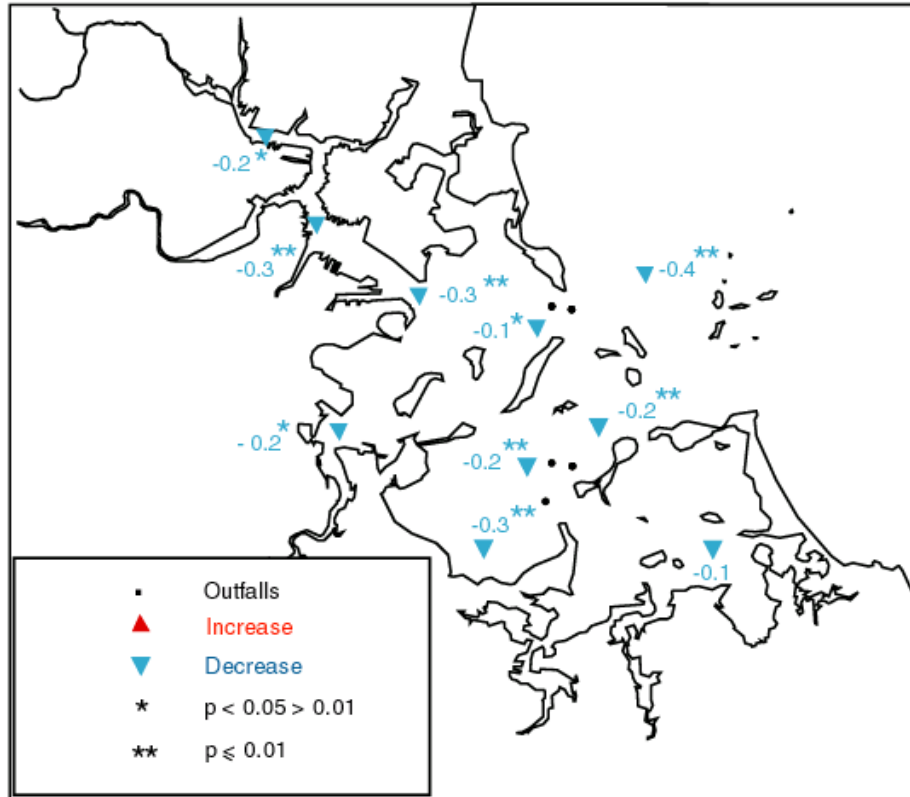 -0.2 *
-0.3 **
-0.4 **
-0.3 **
-0.1 *
-0.2 **
-0.2 *
-0.2 **
-0.3 **
-0.1
Outfalls
Increase
Decrease
* p < 0.05 > 0.01
** p ⩽ 0.01